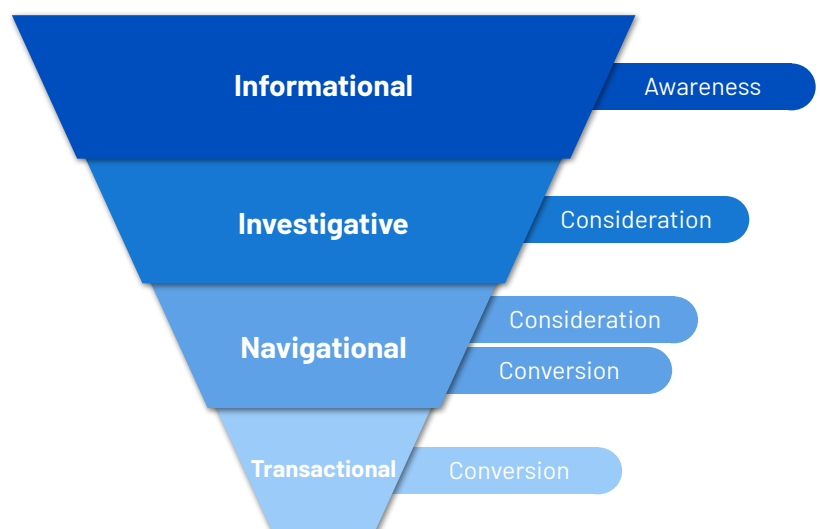 Informational
Awareness
Investigative
Consideration
Navigational
Consideration
Conversion
Transactional
Conversion